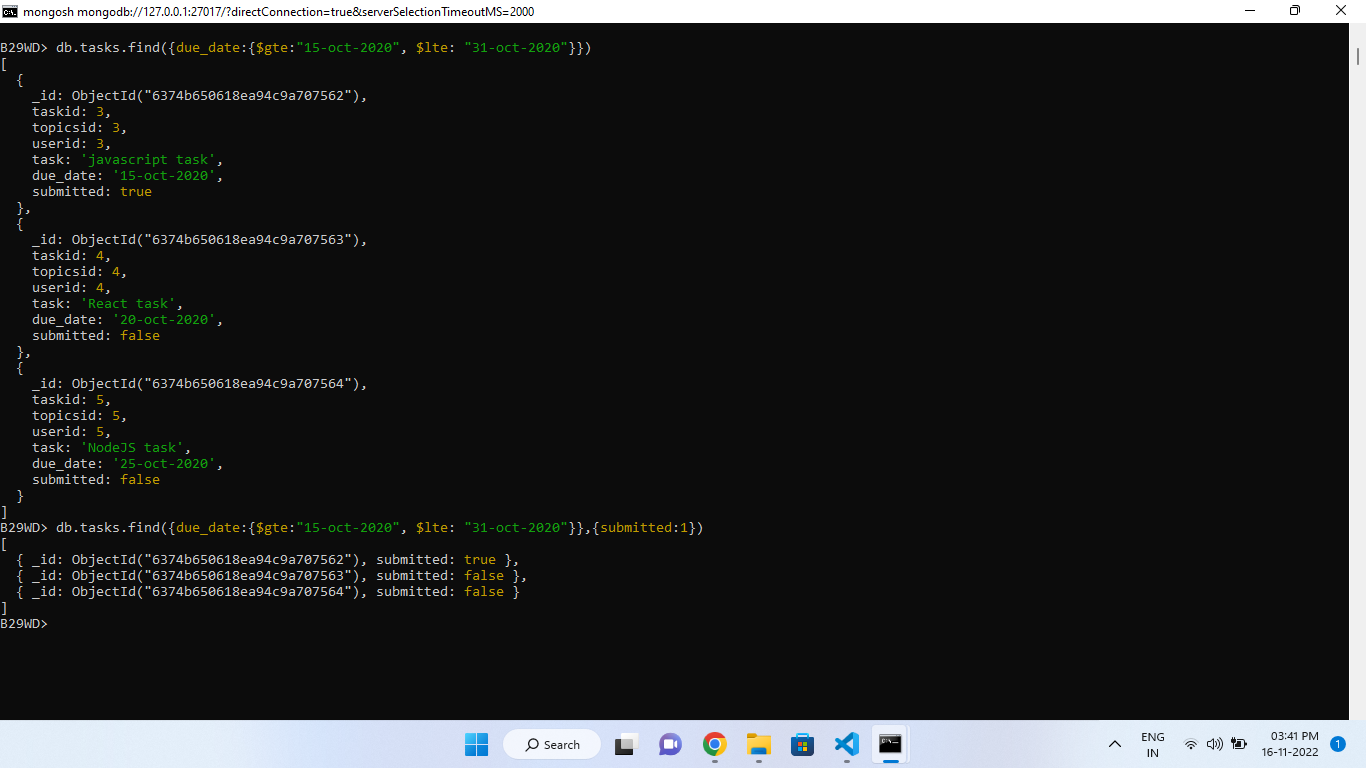 mongosh mongodb://127.0.0.1:27017/?directConnection=true&serverSelectionTimeoutMS=2000
B29WD> db.tasks.find({due_date:{$gte:"15-oct-2020", $lte: "31-oct-2020"}})
[
  {
    _id: ObjectId("6374b650618ea94c9a707562"),
    taskid: 3,
    topicsid: 3,
    userid: 3,
    task: 'javascript task',
    due_date: '15-oct-2020',
    submitted: true
  },
  {
    _id: ObjectId("6374b650618ea94c9a707563"),
    taskid: 4,
    topicsid: 4,
    userid: 4,
    task: 'React task',
    due_date: '20-oct-2020',
    submitted: false
  },
  {
    _id: ObjectId("6374b650618ea94c9a707564"),
    taskid: 5,
    topicsid: 5,
    userid: 5,
    task: 'NodeJS task',
    due_date: '25-oct-2020',
    submitted: false
  }
]
B29WD> db.tasks.find({due_date:{$gte:"15-oct-2020", $lte: "31-oct-2020"}},{submitted:1})
[
  { _id: ObjectId("6374b650618ea94c9a707562"), submitted: true },
  { _id: ObjectId("6374b650618ea94c9a707563"), submitted: false },
  { _id: ObjectId("6374b650618ea94c9a707564"), submitted: false }
]
B29WD>
Search
ENG
IN
03:41 PM
16-11-2022
1